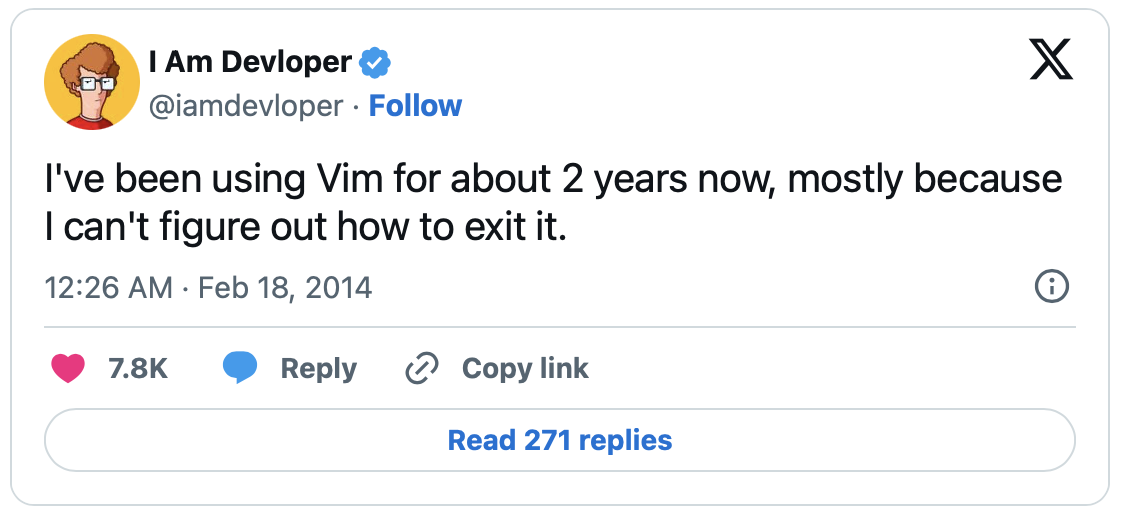 I Am Devloper
@iamdevloper · Follow
I've been using Vim for about 2 years now, mostly because
I can't figure out how to exit it.
12:26 AM · Feb 18, 2014
7.8K Reply Copy link
Read 271 replies